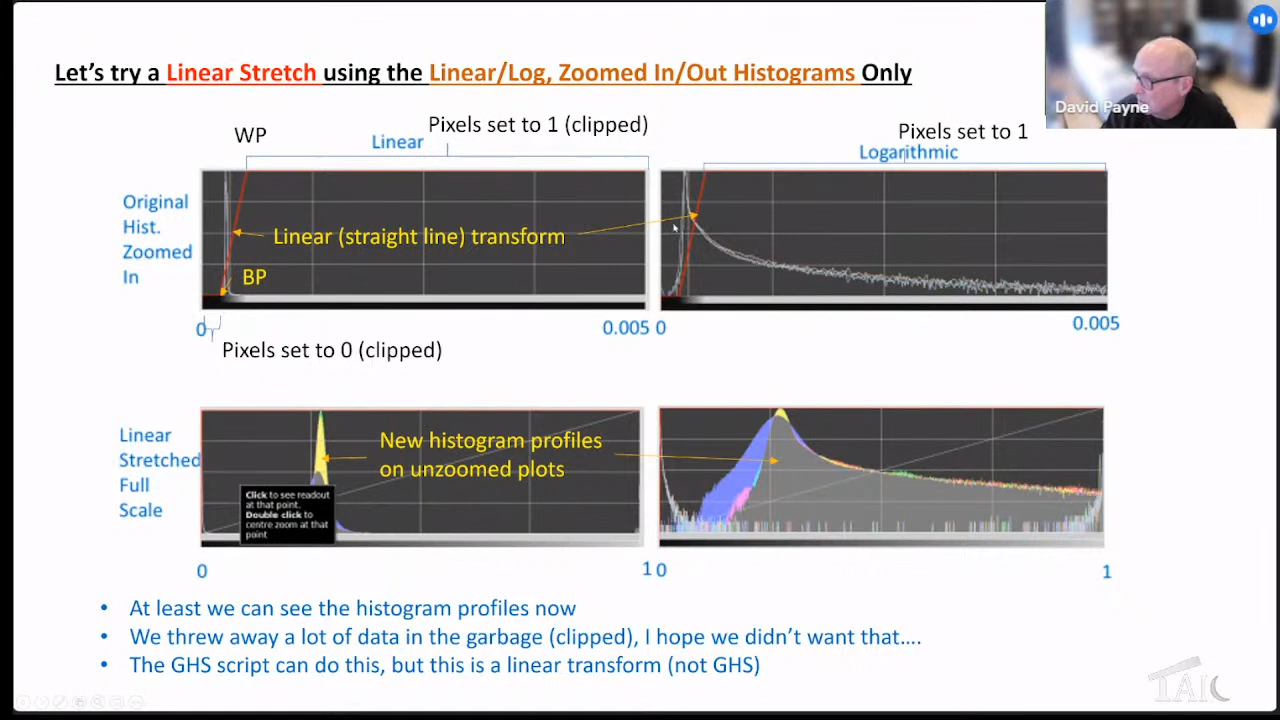 Let's try a Linear Stretch using the Linear/Log, Zoomed In/Out Histograms Only
David Payne
WP
Pixels set to 1 (clipped)
Pixels set to 1
Linear
Logarithmic
Original
Hist.
Zoomed
In
Linear (straight line) transform
BP
0
0.005
0
0.005
Pixels set to 0 (clipped)
Linear
Stretched
Full
Scale
New histogram profiles
on unzoomed plots
Click to see readout
at that point.
Double click to
centre zoom at that
point
0
1
0
1
• At least we can see the histogram profiles now
• We threw away a lot of data in the garbage (clipped), I hope we didn't want that....
• The GHS script can do this, but this is a linear transform (not GHS)
TAIC